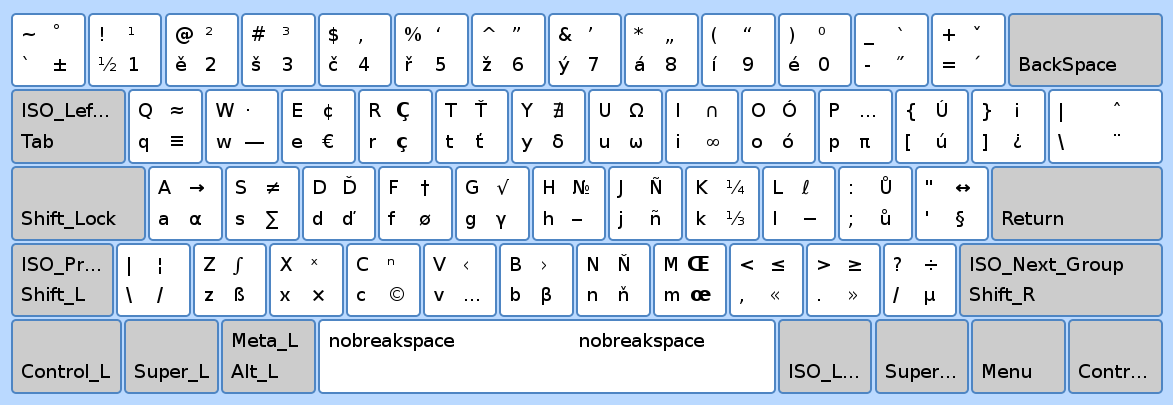 ~ ° ! ¹ @ ² # ³ $ ‚ % ‘ ^ ” & ’ * „ ( “ ) ⁰ _ ` + ˇ
` ± ½ 1 ě 2 š 3 č 4 ř 5 ž 6 ý 7 á 8 í 9 é 0 - ˝ = ´ BackSpace
ISO_Lef... Q ≈ W · E ¢ R Ç T Ť Y ∄ U Ω I ∩ O Ó P … { Ú } ¡ | ˆ
Tab q ≡ w — e € r ç t ť y δ u ω i ∞ o ó p π [ ú ] ¿ \ ¨
A → S ≠ D Ď F † G √ H № J Ñ K ¼ L ℓ : Ů " ↔
Shift_Lock a α s ∑ d ď f ø g γ h – j ñ k ⅓ l − ; ů ' § Return
ISO_Pr... | ¦ Z ∫ X ˣ C ⁿ V ‹ B › N Ň M Œ < ≤ > ≥ ? ÷ ISO_Next_Group
Shift_L \ / z ß x × c © v … b β n ň m œ , « . » / µ Shift_R
Meta_L nobreakspace nobreakspace
Control_L Super_L Alt_L ISO_L... Super... Menu Contr...